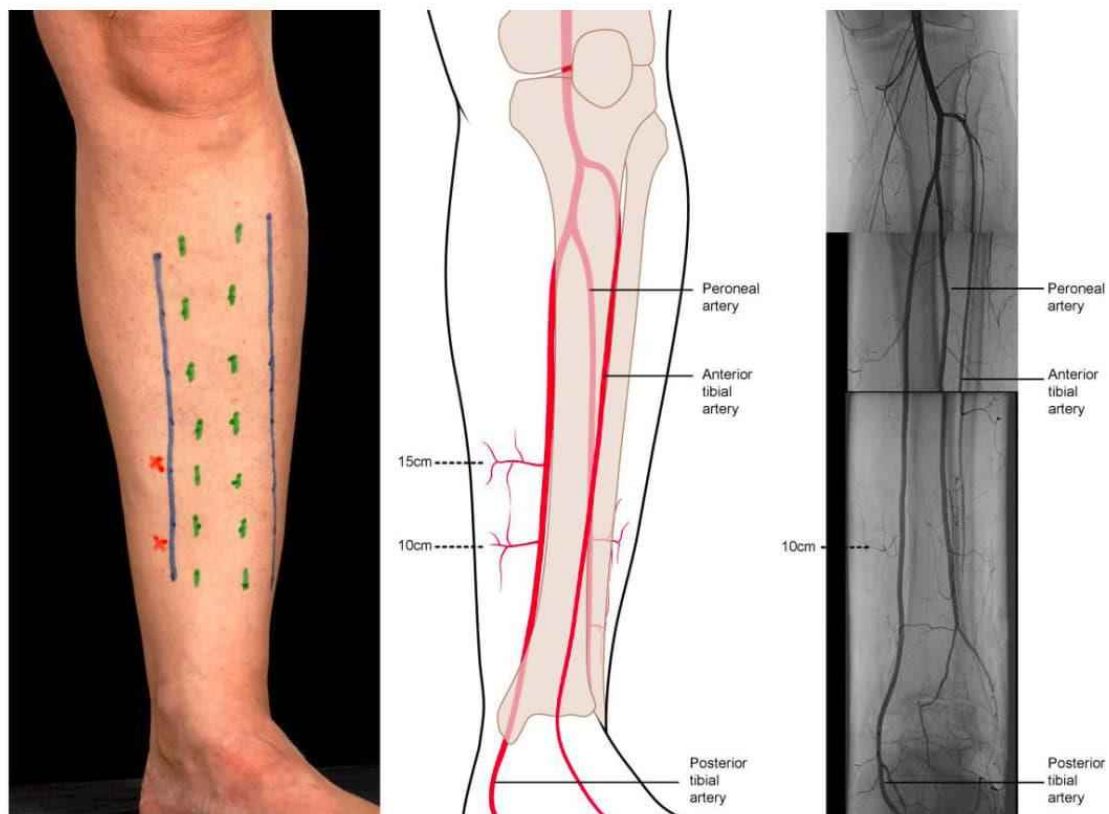 Peroneal
artery
Anterior
tibial
artery
15cm
10cm
Posterior
tibial
artery
Peroneal
artery
Anterior
tibial
artery
10cm
Posterior
tibial
artery